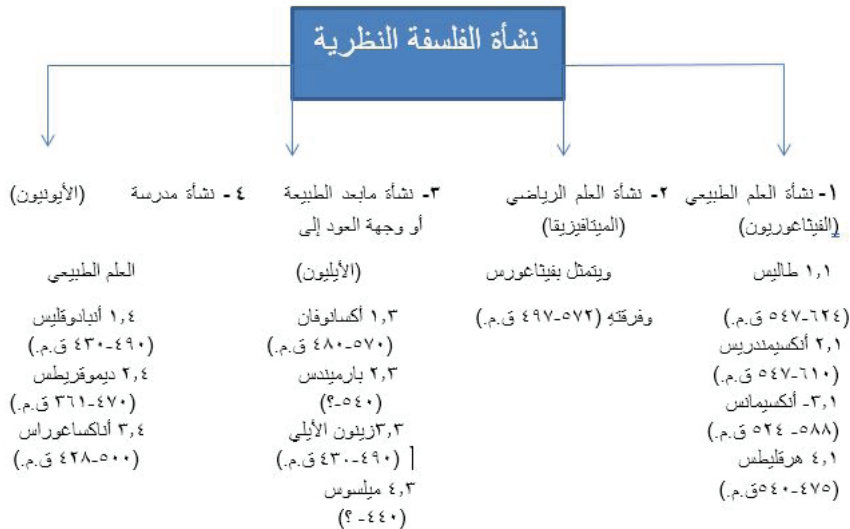 نشأة الفلسفة النظرية
١- نشأة العلم الطبيعي
(الفيثاغوريون)
١,١ طاليس
(٦٢٤-٥٤٧ ق.م.)
٢,١ أنكسيمندريس
(٦١٠-٥٤٧ ق.م.)
٣,١- أنكسيمانس
(٥٨٨- ٥٢٤ ق.م.)
٤,١ هرقليطس
(٥٤٠-٤٧٥ق.م.)
٢- نشأة العلم الرياضي
(الميتافيزيقا)
ويتمثل بفيثاغورس
وفرقته (٥٧٢-٤٩٧ ق.م.)
٣- نشأة مابعد الطبيعة
أو وجهة العود إلى
(الأيليون)
١,٣ أكسانوفان
(٥٧٠-٤٨٠ ق.م.)
٢,٣ بارميندس
(٥٤٠-؟)
٣,٣زينون الأيلي
(٤٩٠-٤٣٠ ق.م.)
٤,٣ ميلسوس
(٤٤٠- ؟)
٤ - نشأة مدرسة (الأيونيون)
العلم الطبيعي
١,٤ أنبادوقليس
(٤٩٠-٤٣٠ ق.م.)
٢,٤ ديموقريطس
(٤٧٠-٣٦١ ق.م.)
٣,٤ أناكساغوراس
(٥٠٠-٤٢٨ ق.م.)